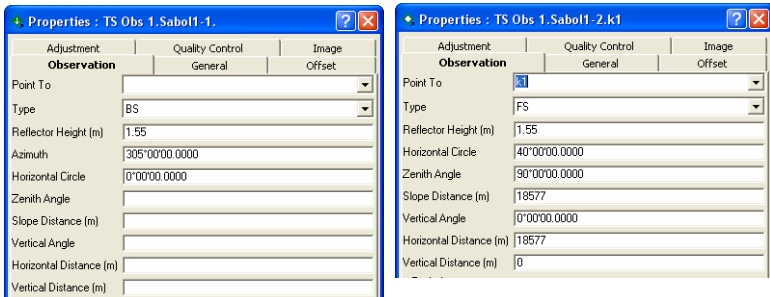 Properties : TS Obs 1.Sabol1-1.
Adjustment Quality Control Image
Observation General Offset
Point To
Type BS
Reflector Height (m) 1.55
Azimuth 305°00'00.0000
Horizontal Circle 0°00'00.0000
Zenith Angle
Slope Distance (m)
Vertical Angle
Horizontal Distance (m)
Vertical Distance (m)
Properties : TS Obs 1.Sabol1-2.k1
Adjustment Quality Control Image
Observation General Offset
Point To k1
Type FS
Reflector Height (m) 1.55
Horizontal Circle 40°00'00.0000
Zenith Angle 90°00'00.0000
Slope Distance (m) 18577
Vertical Angle 0°00'00.0000
Horizontal Distance (m) 18577
Vertical Distance (m) 0